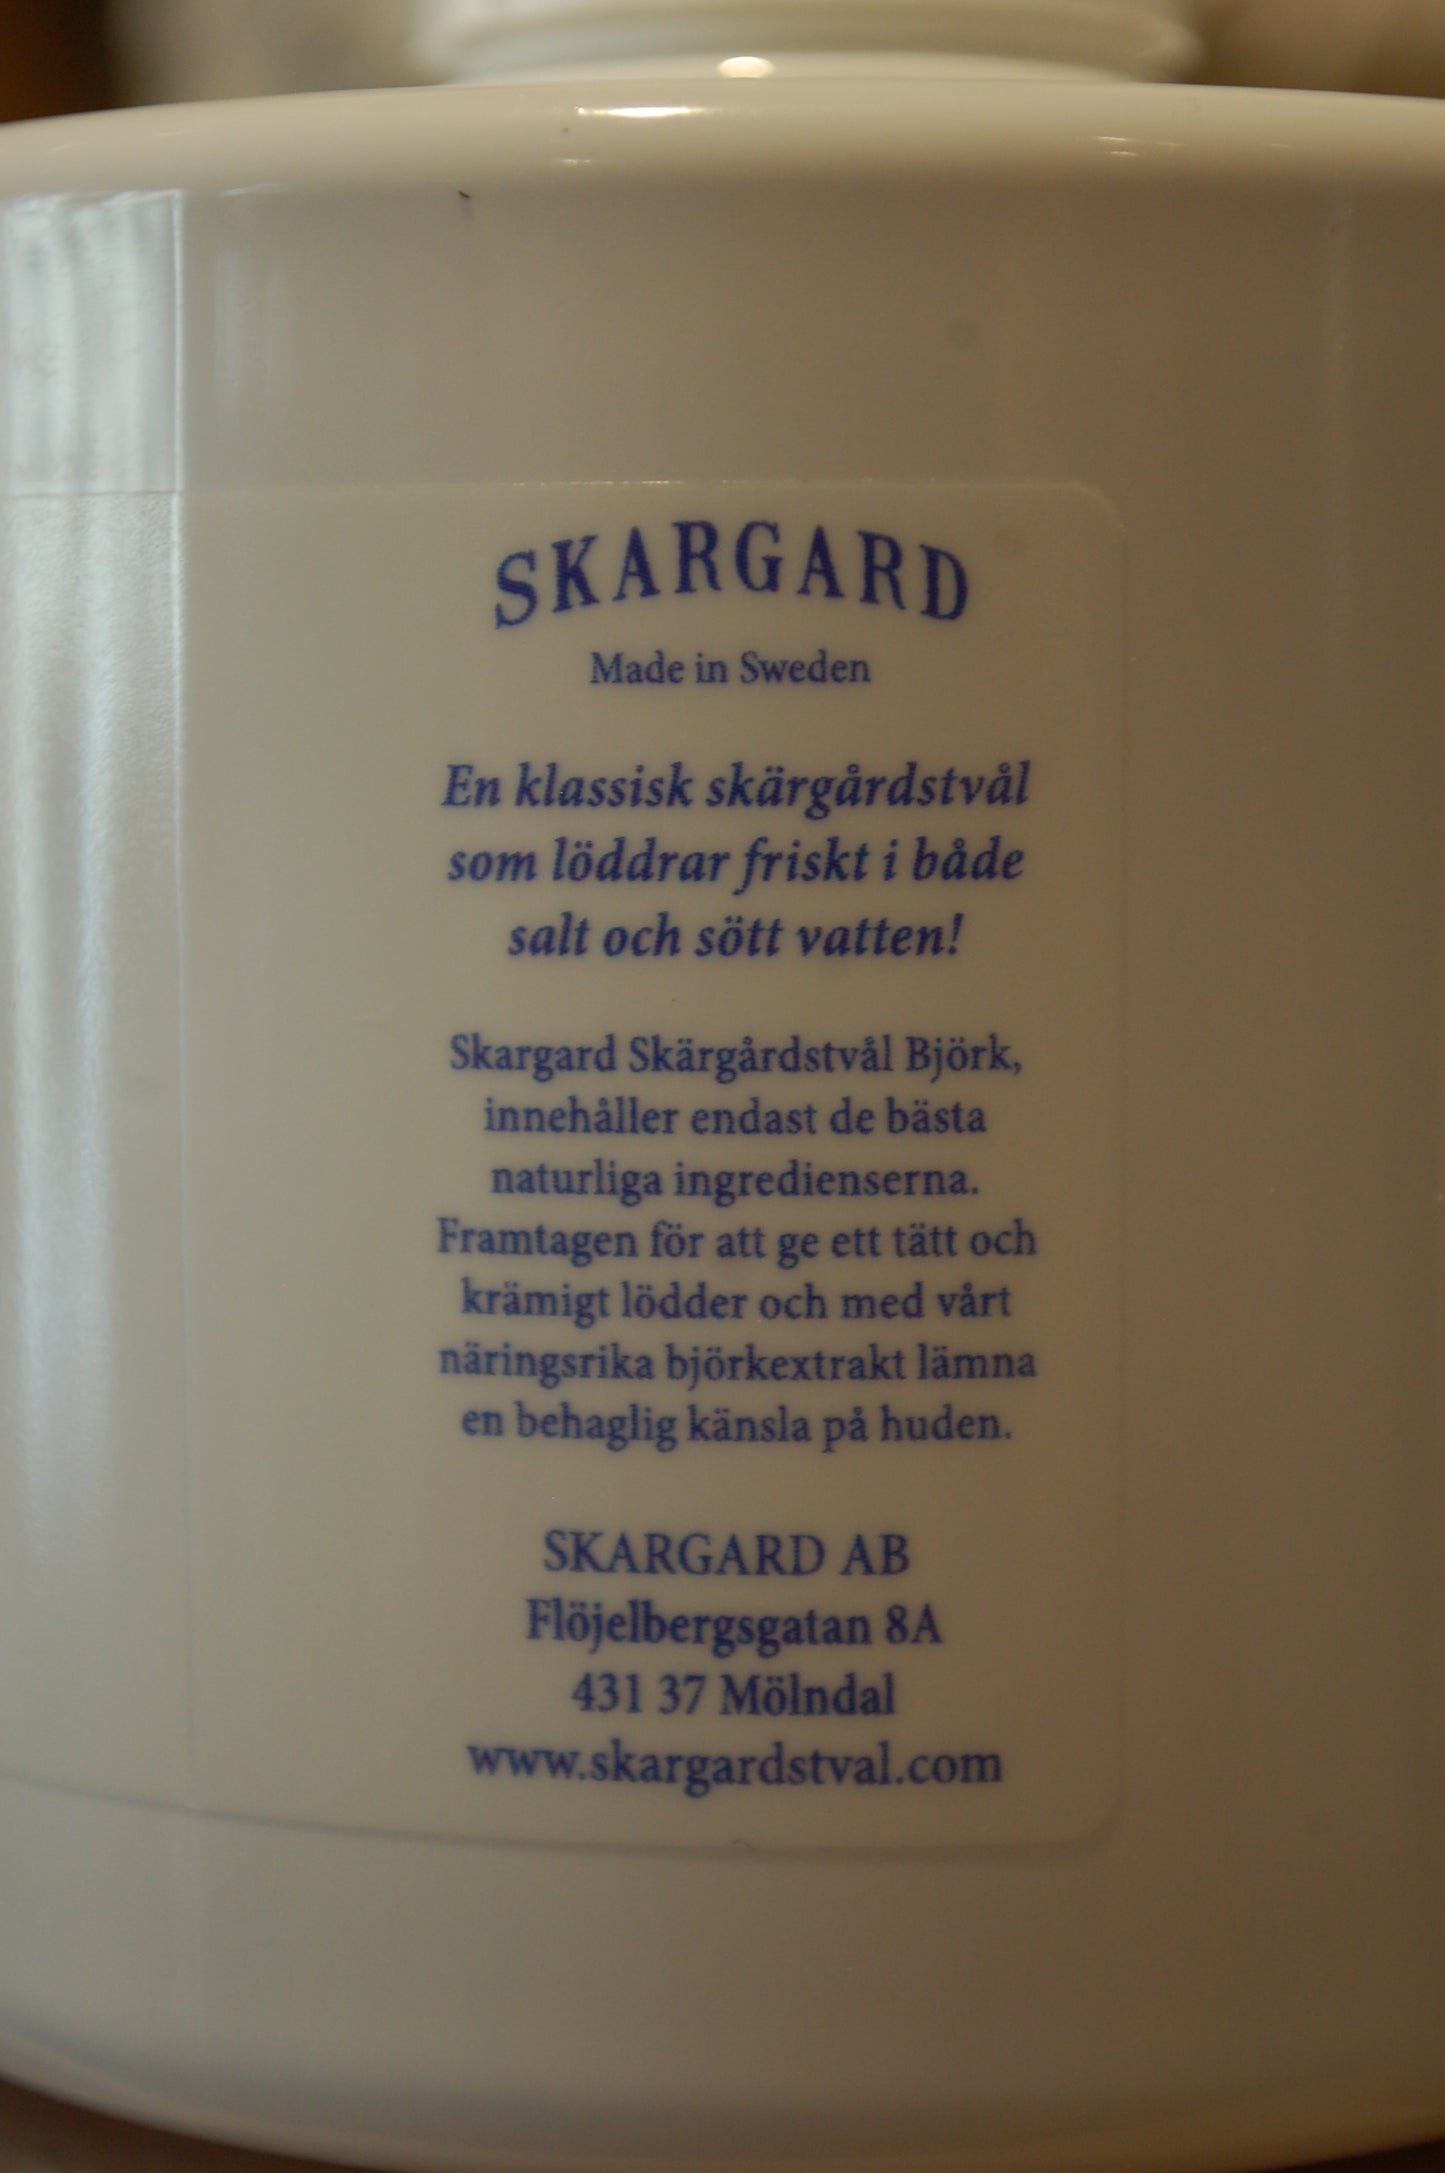 SKARGARD
Made in Sweden
En klassisk skärgårdstvål
som löddrar friskt i både
salt och sött vatten!
Skargard Skärgårdstvål Björk,
innehåller endast de bästa
naturliga ingredienserna.
Framtagen för att ge ett tätt och
krämigt lödder och med vårt
näringsrika björkextrakt lämna
en behaglig känsla på huden.
SKARGARD AB
Flöjelbergsgatan 8A
431 37 Mölndal
www.skargardstval.com